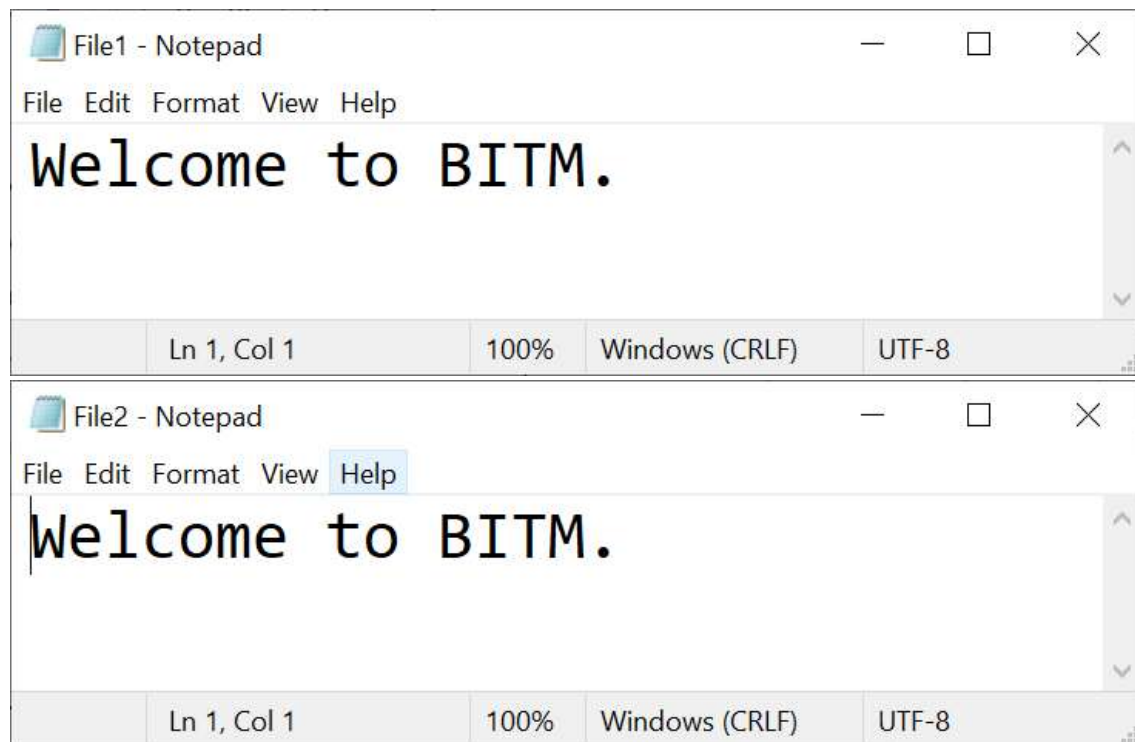 File1 - Notepad
File Edit Format View Help
Welcome to BITM.
Ln 1, Col 1 100% Windows (CRLF) UTF-8
File2 - Notepad
File Edit Format View Help
Welcome to BITM.
Ln 1, Col 1 100% Windows (CRLF) UTF-8